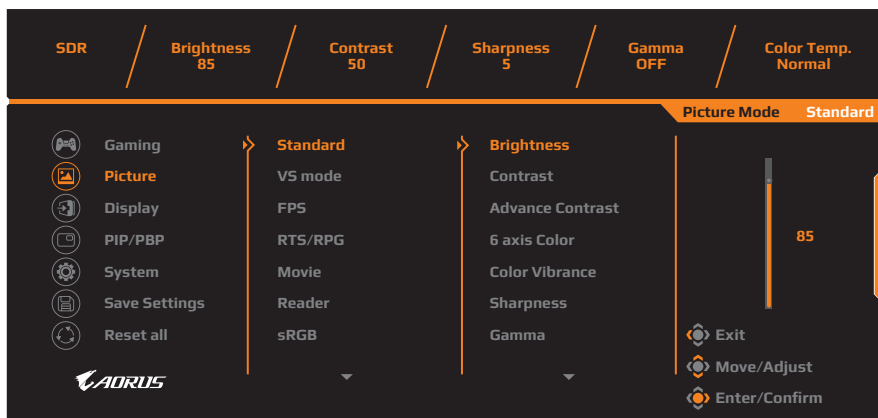 SDR
Brightness
85
Contrast
50
Sharpness
5
Gamma
OFF
Color Temp.
Normal
Picture Mode Standard
Gaming
Picture
Display
PIP/PBP
System
Save Settings
Reset all
Standard
VS mode
FPS
RTS/RPG
Movie
Reader
sRGB
Brightness
Contrast
Advance Contrast
6 axis Color
Color Vibrance
Sharpness
Gamma
85
Exit
Move/Adjust
Enter/Confirm
AORUS